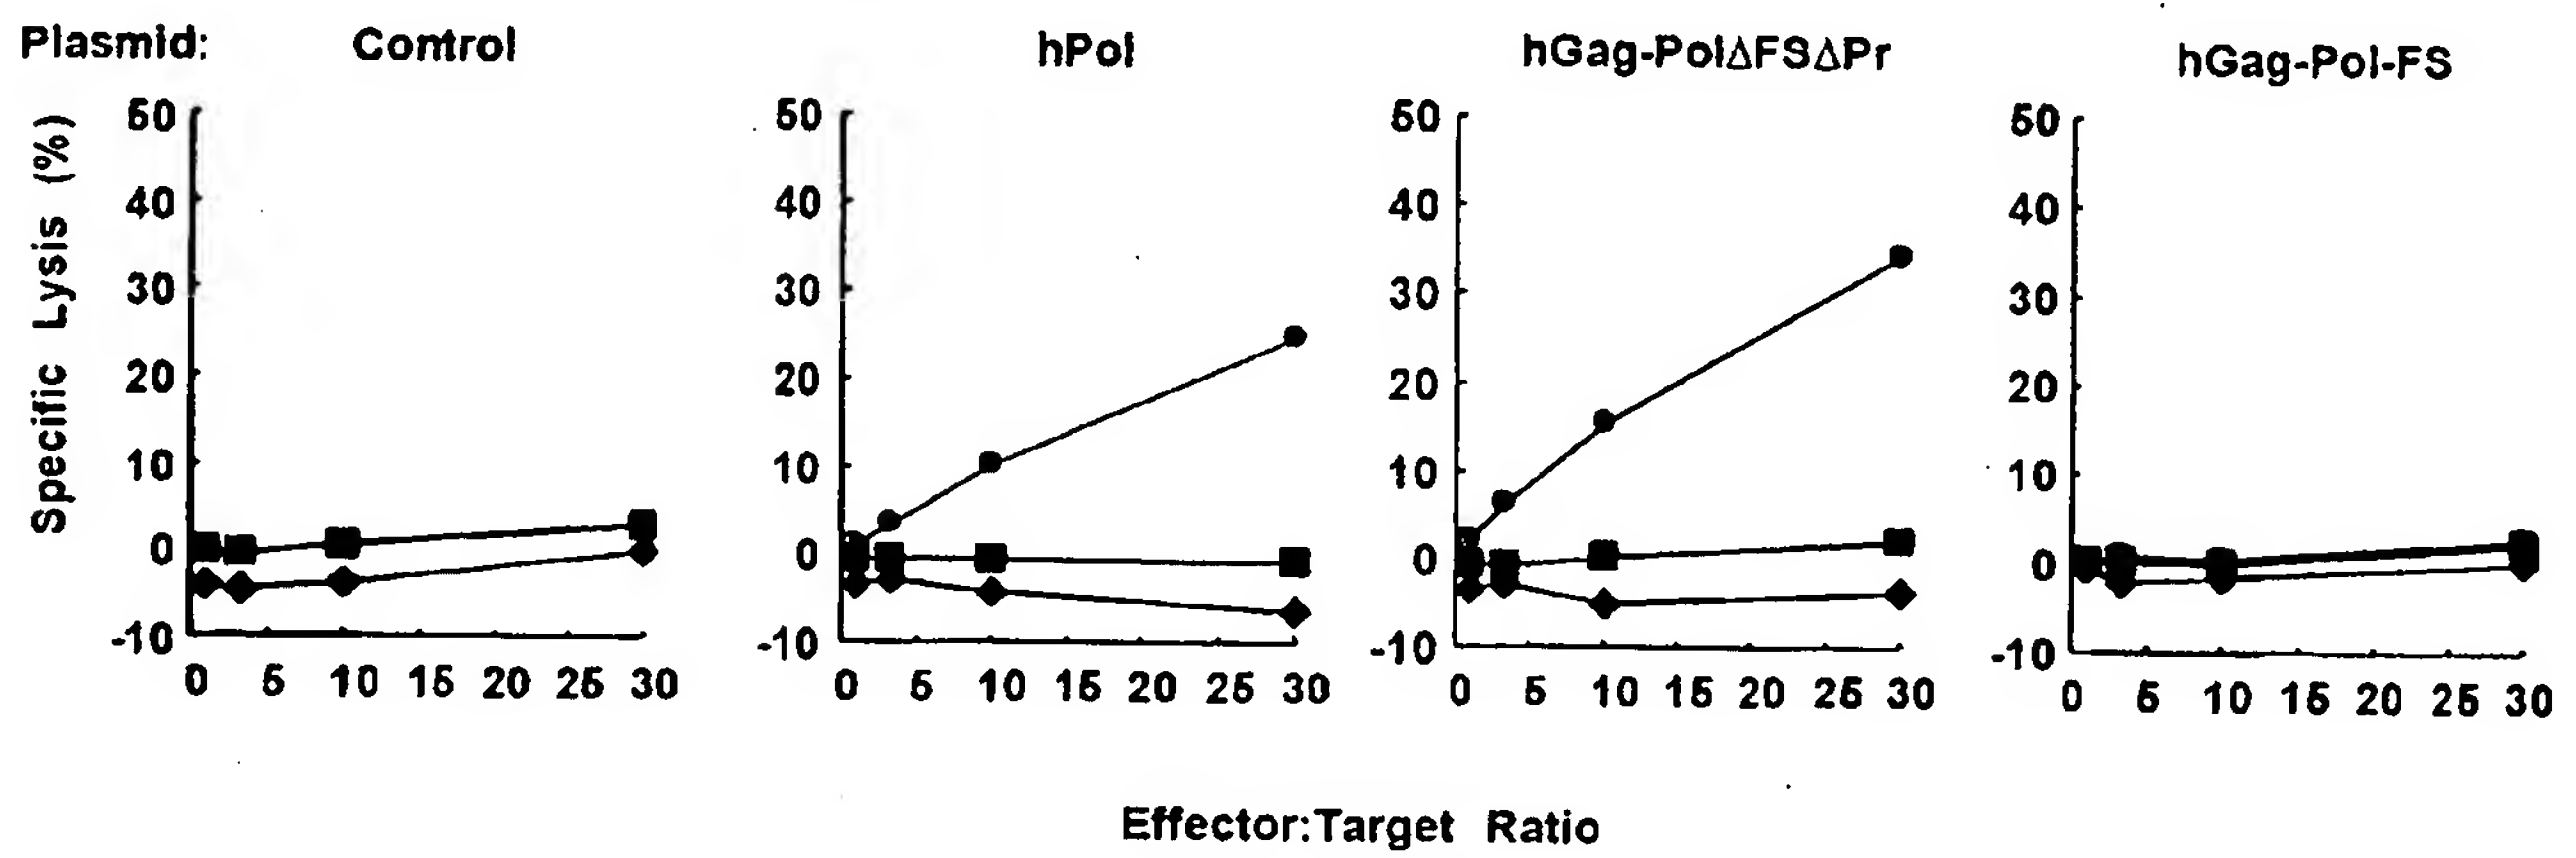 Plasmid: Control hPol hGag-Pol∆FS∆Pr hGag-Pol-FS
Specific Lysis (%)
50 50 50 50
40 40 40 40
30 30 30 30
20 20 20 20
10 10 10 10
0 0 0 0
-10 -10 -10 -10
0 5 10 15 20 25 30 0 5 10 15 20 25 30 0 5 10 15 20 25 30 0 5 10 15 20 25 30
Effector:Target Ratio